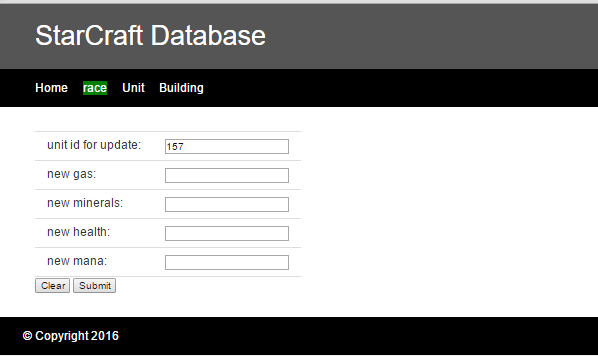 StarCraft Database
Home race Unit Building
unit id for update: 157
new gas:
new minerals:
new health:
new mana:
Clear Submit
© Copyright 2016